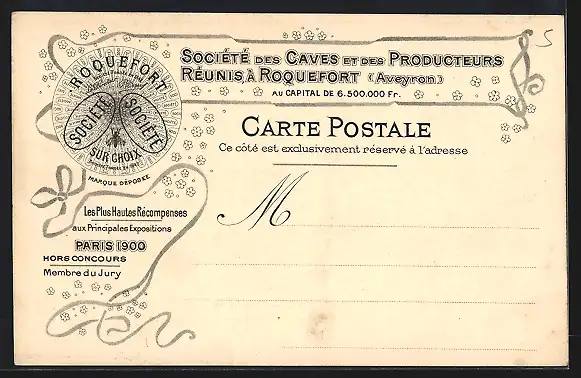 ROQUEFORT
SOCIÉTÉ
SOCIÉTÉ
SUR CHOIX
MARQUE DÉPOSÉE
SOCIÉTÉ DES CAVES ET DES PRODUCTEURS
RÉUNIS, À ROQUEFORT (Aveyron)
AU CAPITAL DE 6.500.000 Fr.
CARTE POSTALE
Ce côté est exclusivement réservé à l'adresse
M
Les Plus Hautes Récompenses
aux Principales Expositions
PARIS 1900
HORS CONCOURS
Membre du Jury
5